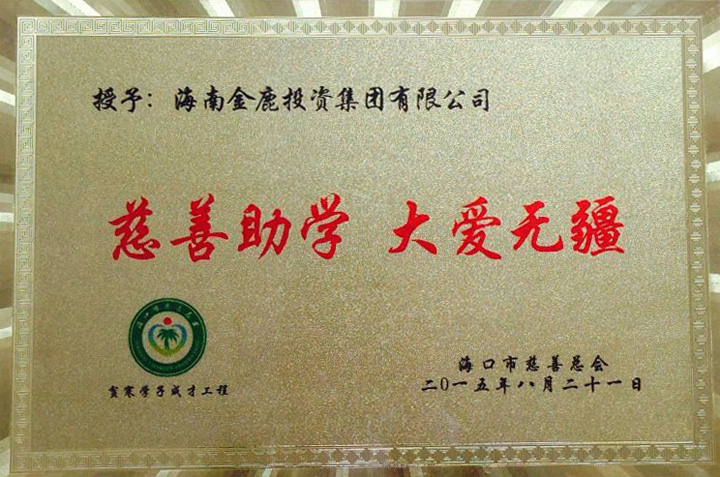 授予：海南金鹿投资集团有限公司
慈善助学 大爱无疆
贫寒学子成才工程
海口市慈善总会
二0一五年八月二十一日